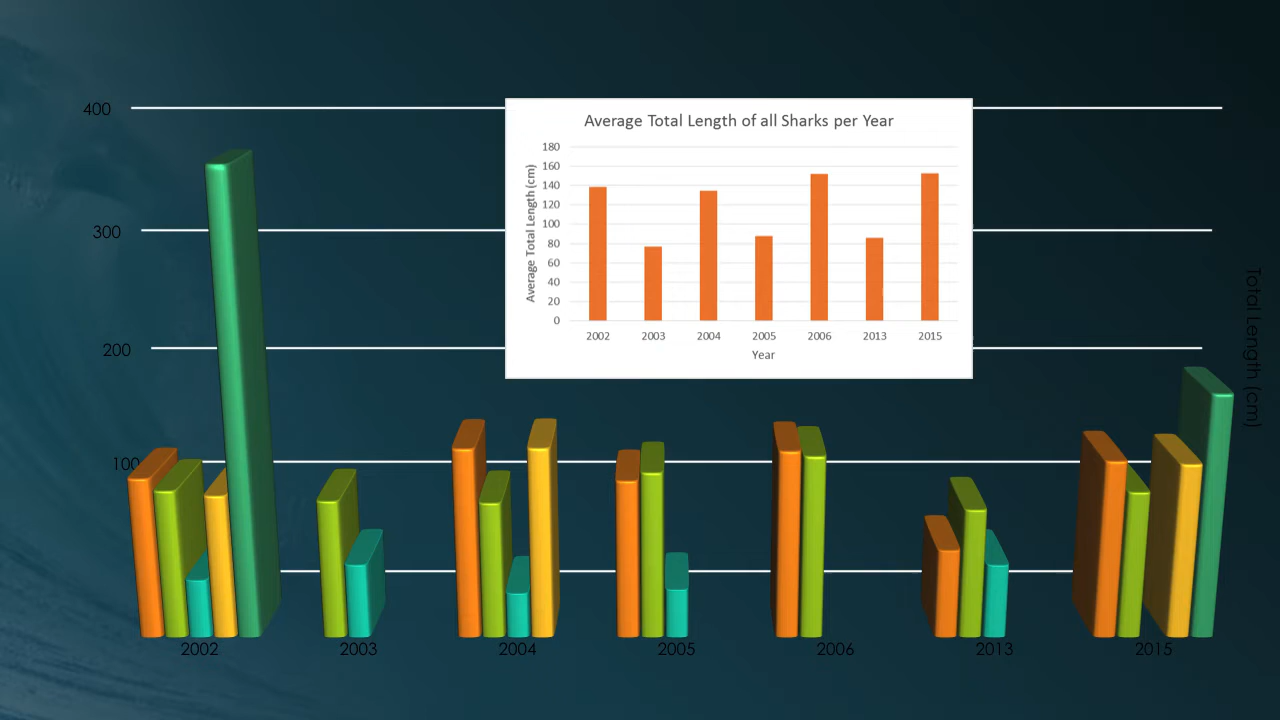 400
300
200
100
Average Total Length of all Sharks per Year
Average Total Length (cm)
180
160
140
120
100
80
60
40
20
0
2002 2003 2004 2005 2006 2013 2015
Year
Total Length (cm)
2002 2003 2004 2005 2006 2013 2015